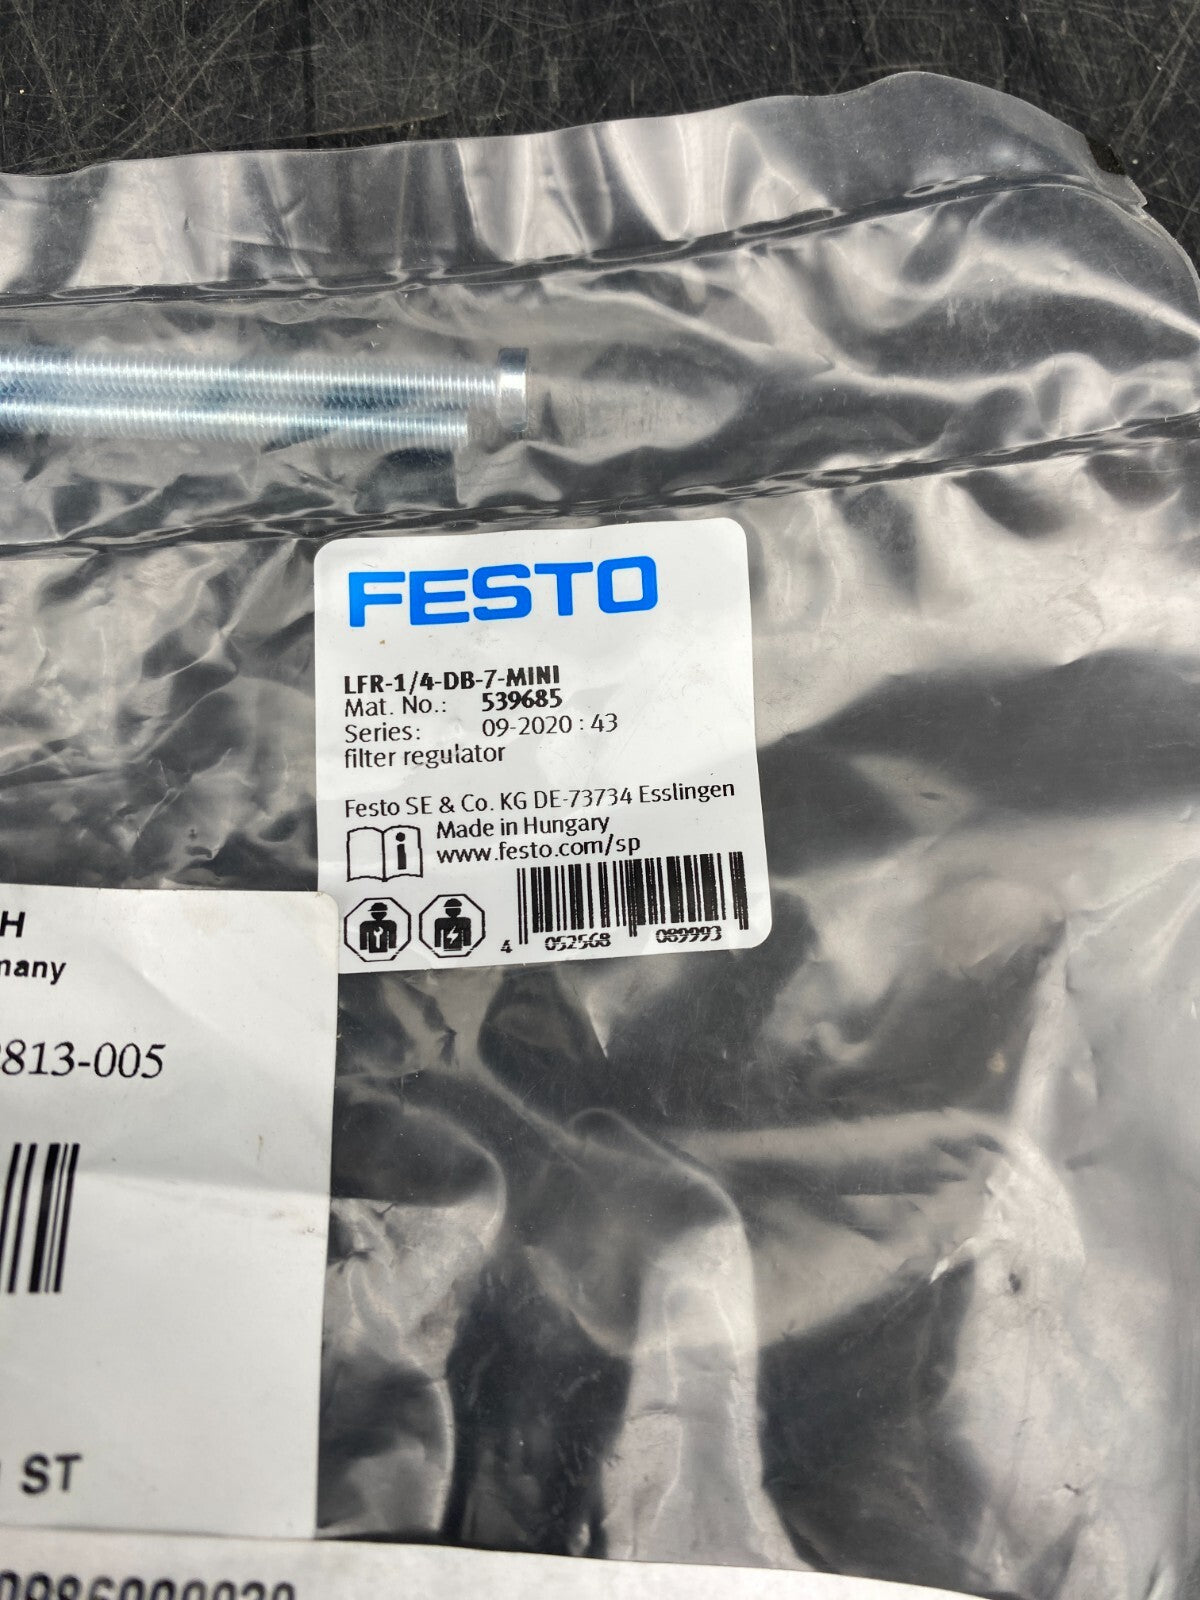 FESTO
LFR-1/4-DB-7-MINI
Mat. No.: 539685
Series: 09-2020 : 43
filter regulator
Festo SE & Co. KG DE-73734 Esslingen
Made in Hungary
www.festo.com/sp
4 052568 089993
H
many
813-005
ST